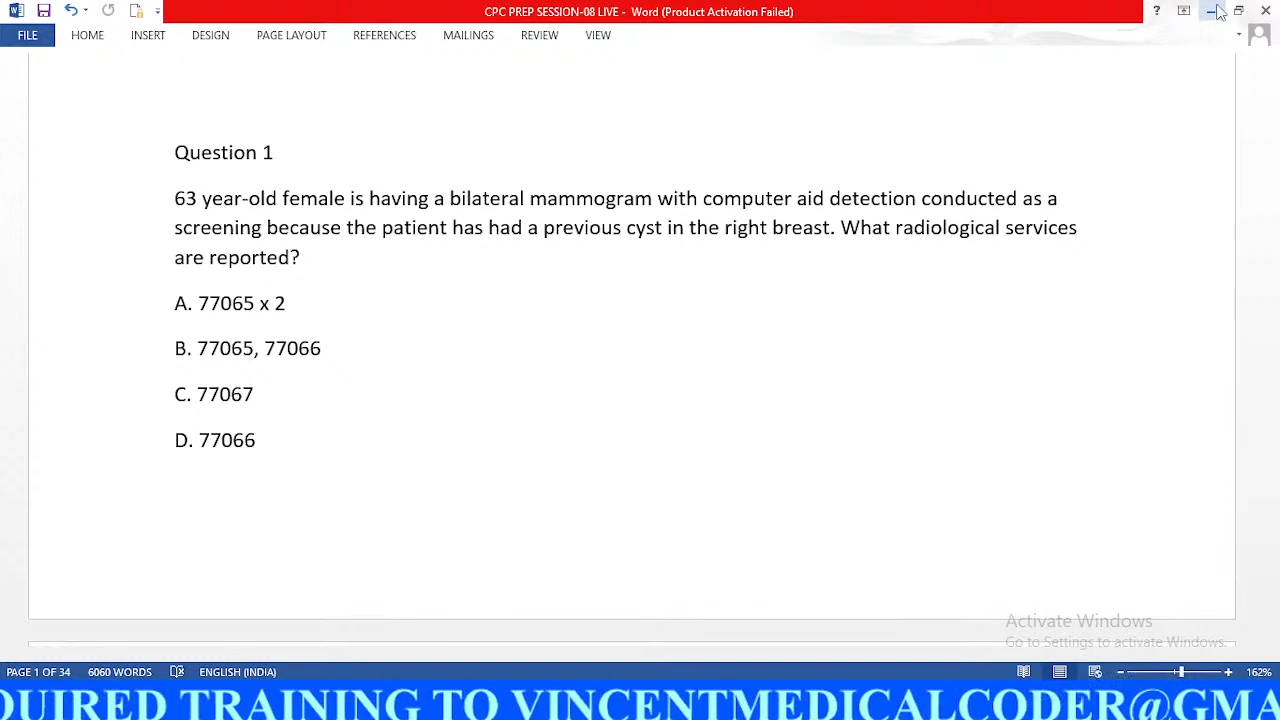 CPC PREP SESSION-08 LIVE - Word (Product Activation Failed)
?
FILE HOME INSERT DESIGN PAGE LAYOUT REFERENCES MAILINGS REVIEW VIEW
Question 1
63 year-old female is having a bilateral mammogram with computer aid detection conducted as a
screening because the patient has had a previous cyst in the right breast. What radiological services
are reported?
A. 77065 x 2
B. 77065, 77066
C. 77067
D. 77066
Activate Windows
Go to Settings to activate Windows.
PAGE 1 OF 34 6060 WORDS ENGLISH (INDIA) 162%
QUIRED TRAINING TO VINCENTMEDICALCODER@GMA